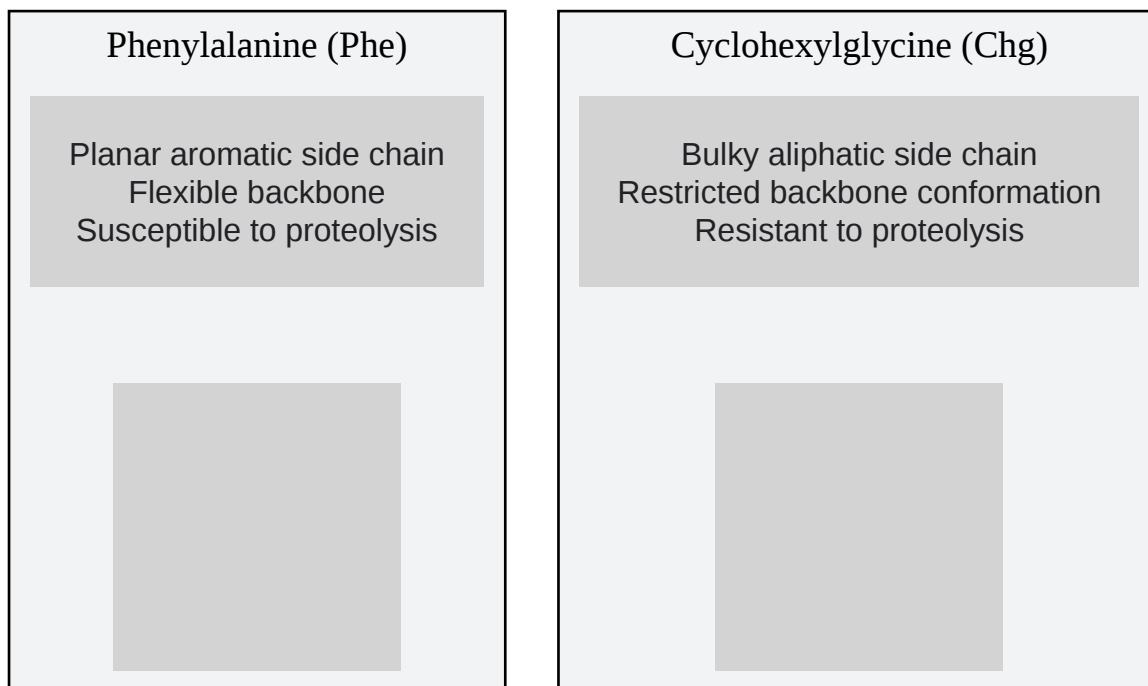 Phenylalanine (Phe)
Planar aromatic side chain
Flexible backbone
Susceptible to proteolysis
Cyclohexylglycine (Chg)
Bulky aliphatic side chain
Restricted backbone conformation
Resistant to proteolysis